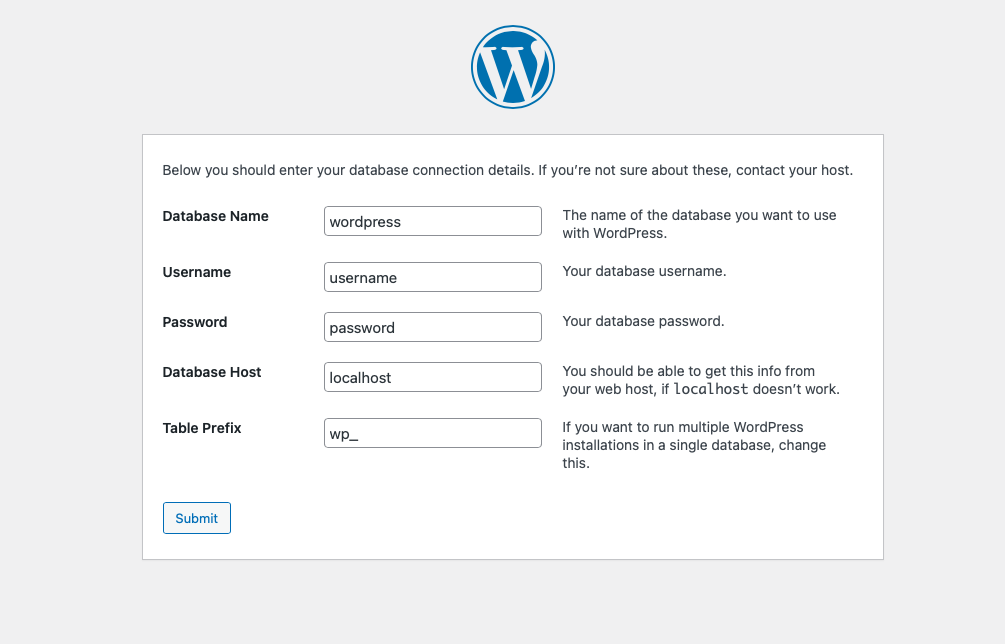 Below you should enter your database connection details. If you’re not sure about these, contact your host.
Database Name
wordpress
The name of the database you want to use
with WordPress.
Username
username
Your database username.
Password
password
Your database password.
Database Host
localhost
You should be able to get this info from
your web host, if localhost doesn’t work.
Table Prefix
wp_
If you want to run multiple WordPress
installations in a single database, change
this.
Submit